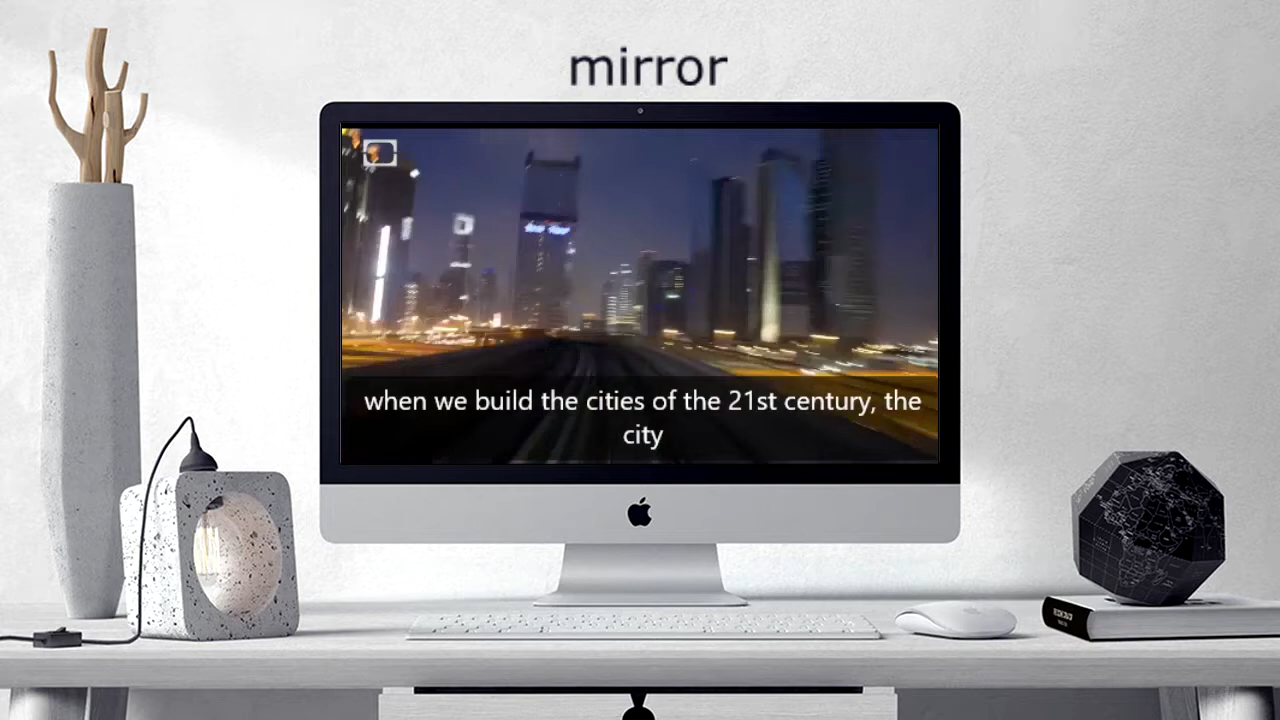 mirror
when we build the cities of the 21st century, the
city